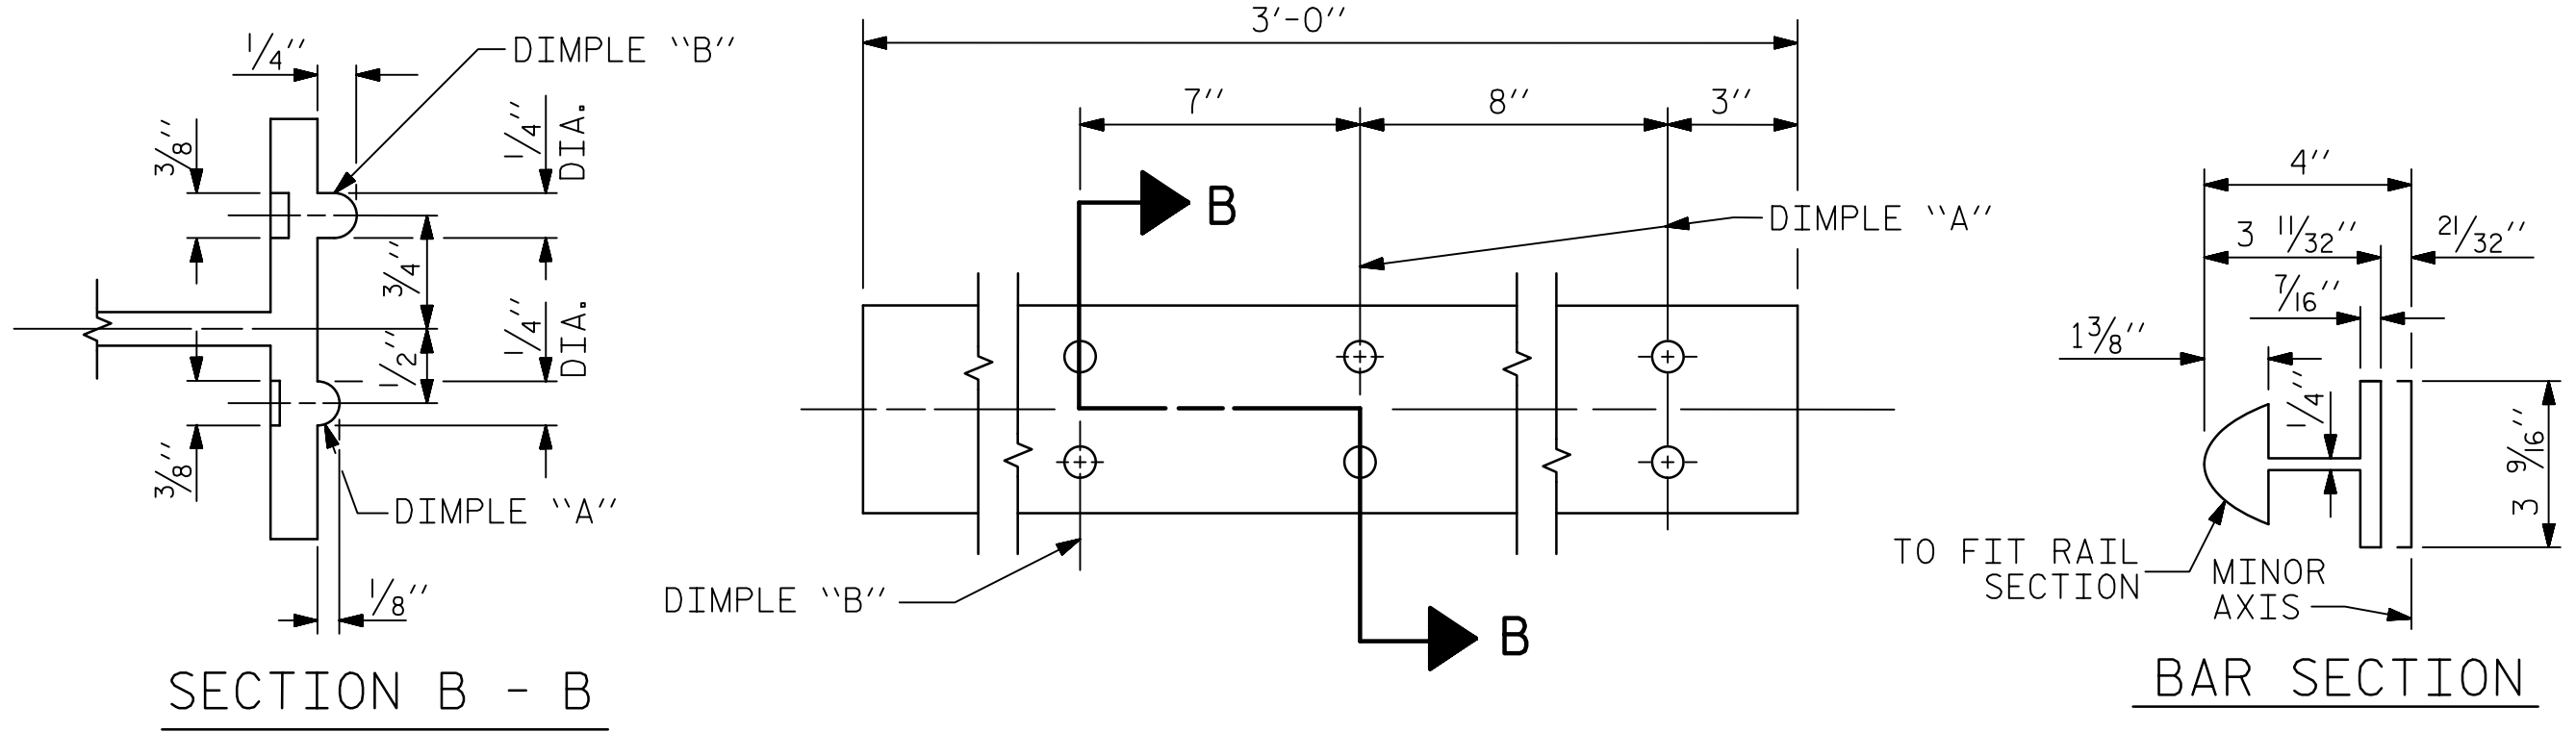 1/4"
DIMPLE "B"
3/8"
1/4"
DIA.
3/4"
1/2"
1/4"
DIA.
3/8"
DIMPLE "A"
1/8"
SECTION B - B
3'-0"
7"
8"
3"
B
DIMPLE "A"
DIMPLE "B"
B
4"
3 11/32"
21/32"
7/16"
1 3/8"
1/4"
3 9/16"
TO FIT RAIL
SECTION
MINOR
AXIS
BAR SECTION